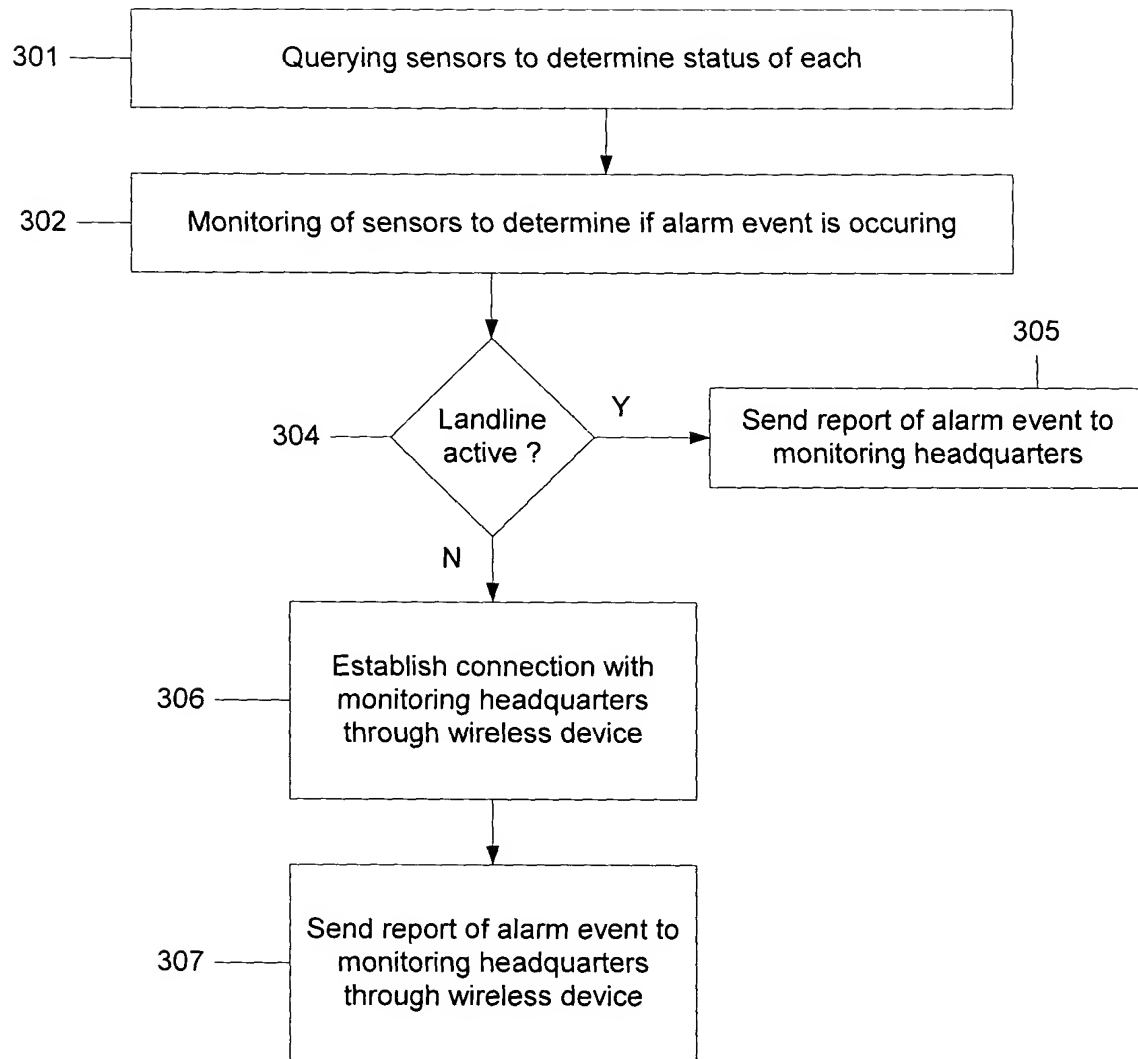 301
Querying sensors to determine status of each
302
Monitoring of sensors to determine if alarm event is occuring
304
Landline
active ?
Y
305
Send report of alarm event to
monitoring headquarters
N
306
Establish connection with
monitoring headquarters
through wireless device
307
Send report of alarm event to
monitoring headquarters
through wireless device